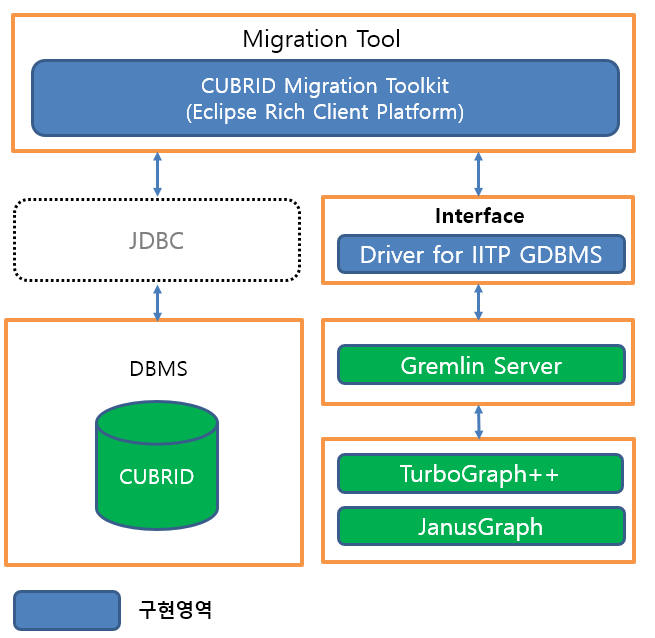 Migration Tool
CUBRID Migration Toolkit
(Eclipse Rich Client Platform)
JDBC
Interface
Driver for IITP GDBMS
DBMS
CUBRID
Gremlin Server
TurboGraph++
JanusGraph
구현영역